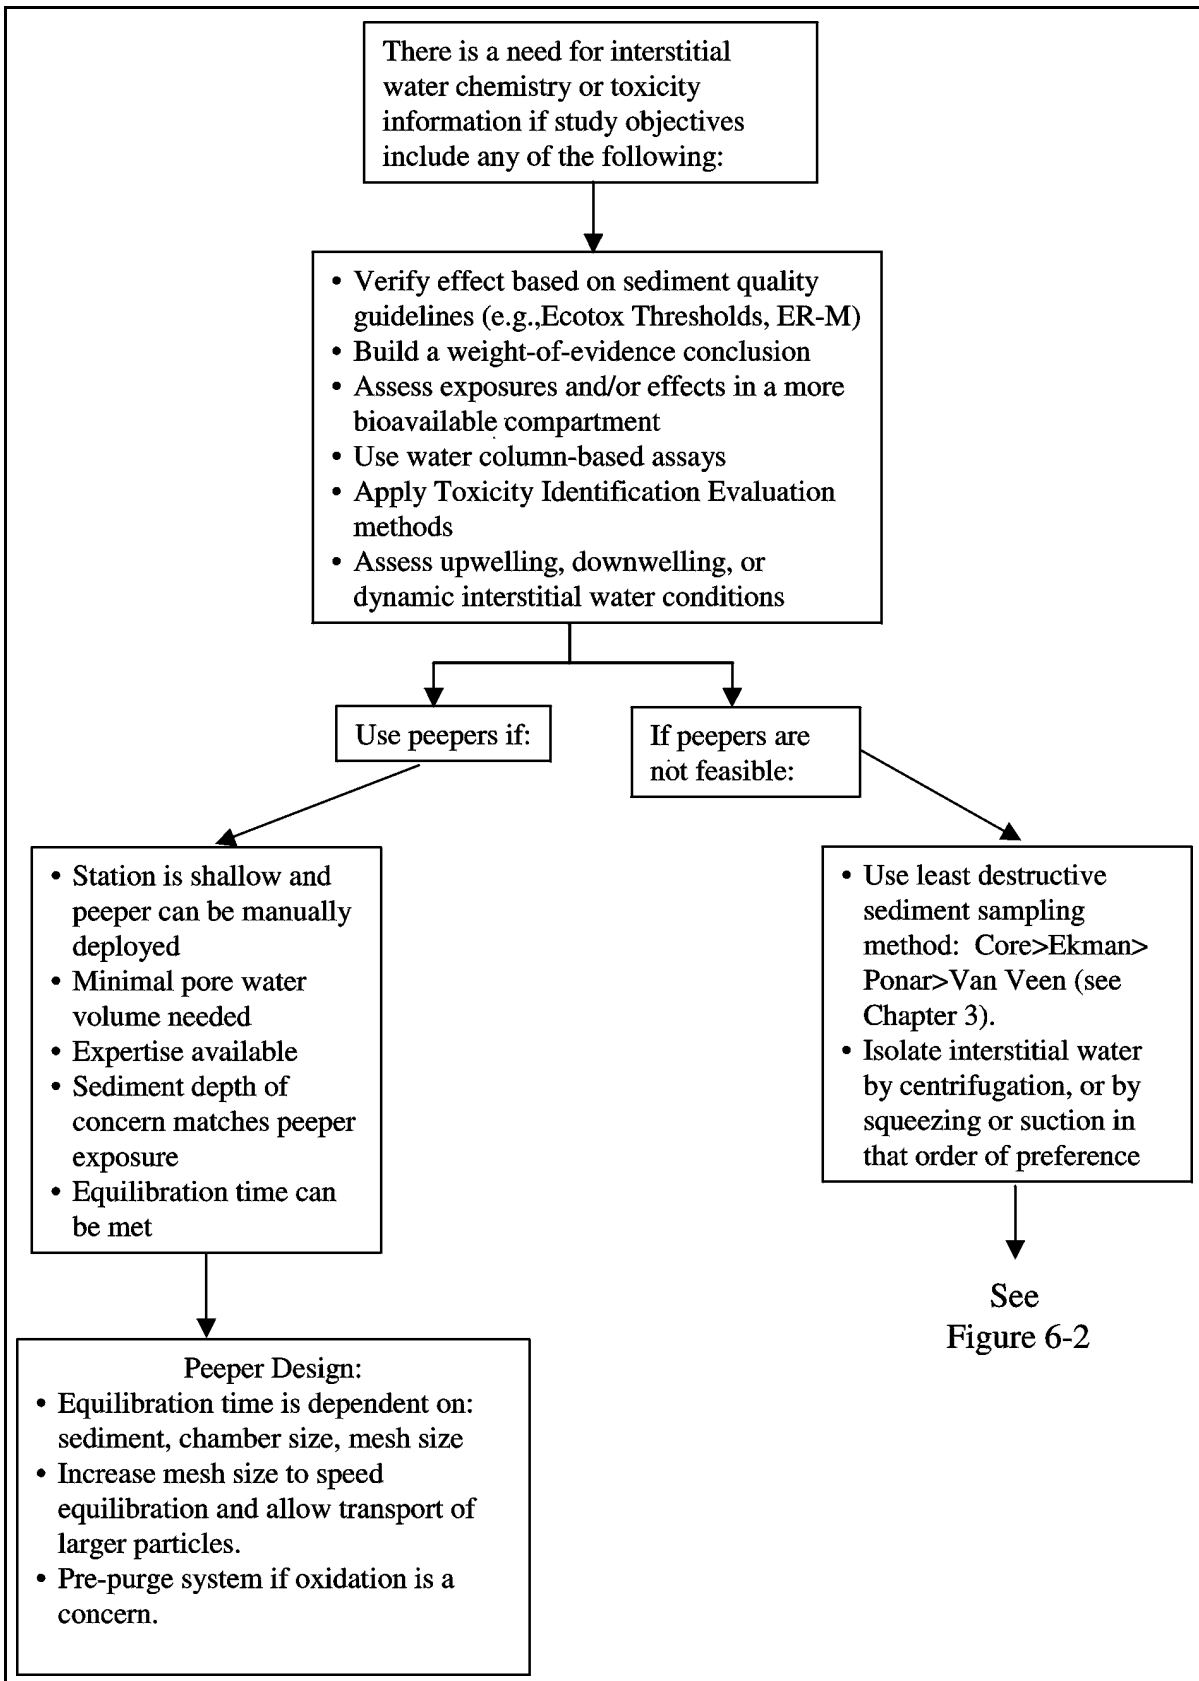 There is a need for interstitial
water chemistry or toxicity
information if study objectives
include any of the following:
• Verify effect based on sediment quality
guidelines (e.g.,Ecotox Thresholds, ER-M)
• Build a weight-of-evidence conclusion
• Assess exposures and/or effects in a more
bioavailable compartment
• Use water column-based assays
• Apply Toxicity Identification Evaluation
methods
• Assess upwelling, downwelling, or
dynamic interstitial water conditions
Use peepers if:
If peepers are
not feasible:
• Station is shallow and
peeper can be manually
deployed
• Minimal pore water
volume needed
• Expertise available
• Sediment depth of
concern matches peeper
exposure
• Equilibration time can
be met
• Use least destructive
sediment sampling
method:  Core>Ekman>
Ponar>Van Veen (see
Chapter 3).
• Isolate interstitial water
by centrifugation, or by
squeezing or suction in
that order of preference
See
Figure 6-2
Peeper Design:
• Equilibration time is dependent on:
sediment, chamber size, mesh size
• Increase mesh size to speed
equilibration and allow transport of
larger particles.
• Pre-purge system if oxidation is a
concern.